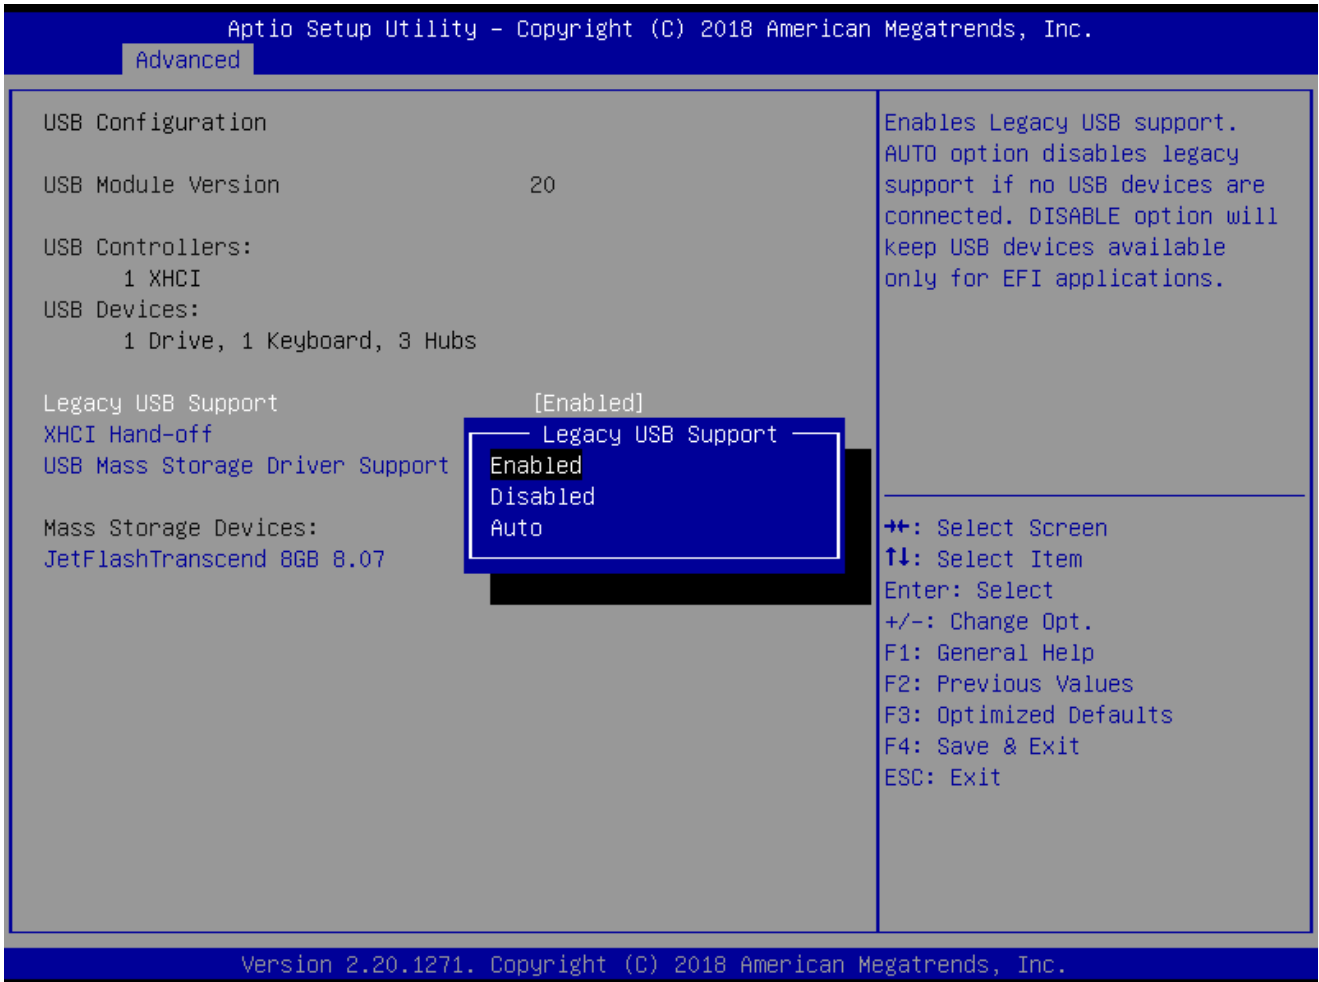 Aptio Setup Utility – Copyright (C) 2018 American Megatrends, Inc.
Advanced
USB Configuration
USB Module Version 20
USB Controllers:
1 XHCI
USB Devices:
1 Drive, 1 Keyboard, 3 Hubs
Legacy USB Support [Enabled]
XHCI Hand-off
USB Mass Storage Driver Support
Mass Storage Devices:
JetFlashTranscend 8GB 8.07
Legacy USB Support
Enabled
Disabled
Auto
Enables Legacy USB support.
AUTO option disables legacy
support if no USB devices are
connected. DISABLE option will
keep USB devices available
only for EFI applications.
→←: Select Screen
↑↓: Select Item
Enter: Select
+/-: Change Opt.
F1: General Help
F2: Previous Values
F3: Optimized Defaults
F4: Save & Exit
ESC: Exit
Version 2.20.1271. Copyright (C) 2018 American Megatrends, Inc.